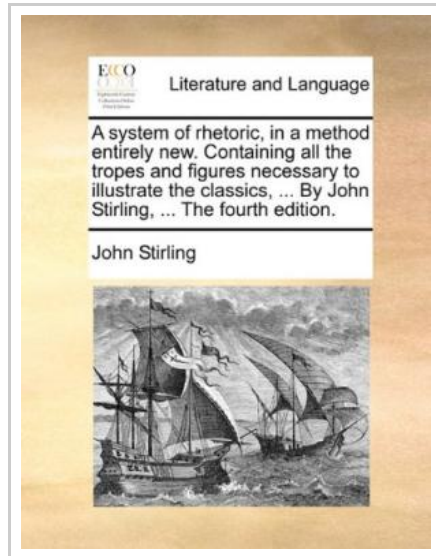 ECCO
Literature and Language
A system of rhetoric, in a method
entirely new. Containing all the
tropes and figures necessary to
illustrate the classics, ... By John
Stirling, ... The fourth edition.
John Stirling